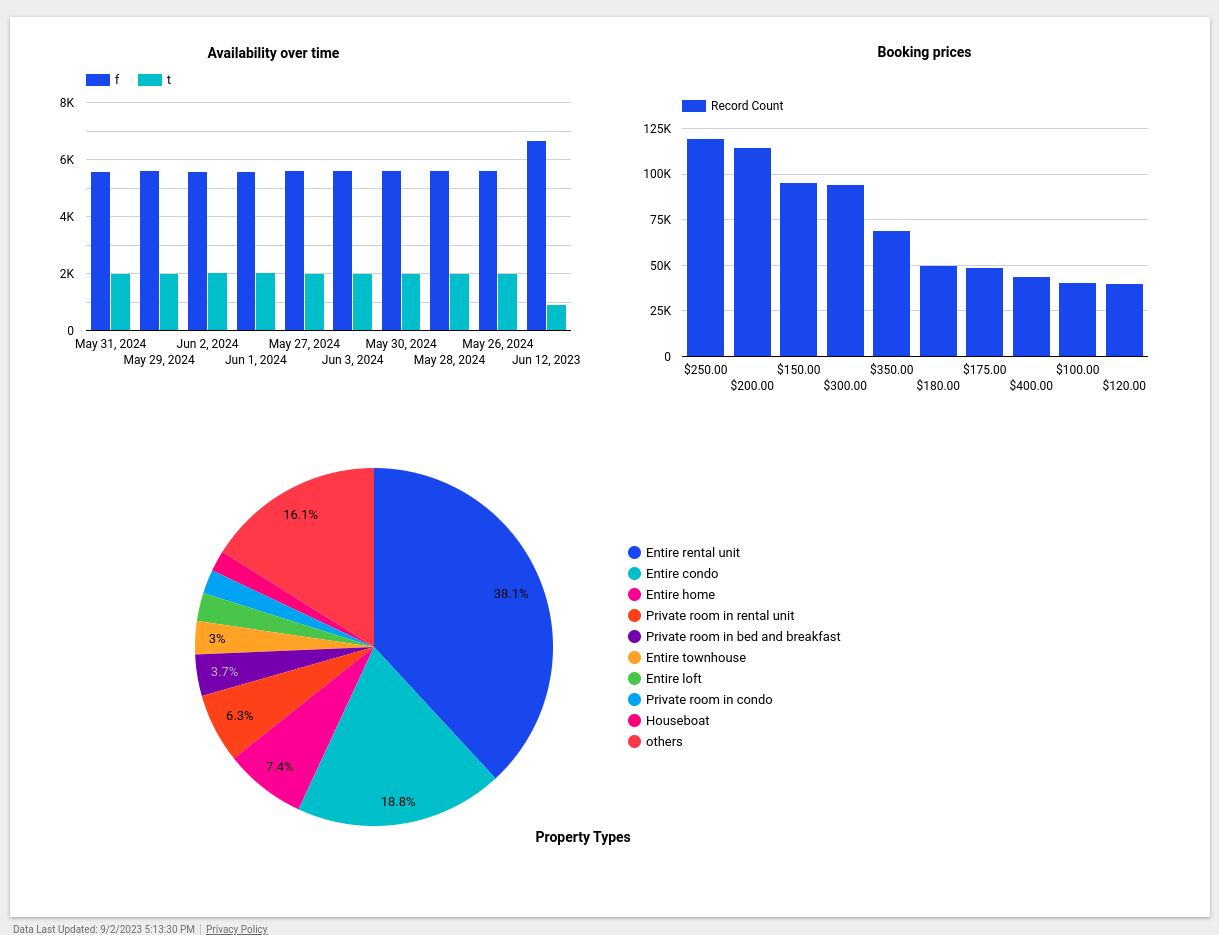 Availability over time
f t
8K
6K
4K
2K
0
May 31, 2024 Jun 2, 2024 May 27, 2024 May 30, 2024 May 26, 2024
May 29, 2024 Jun 1, 2024 Jun 3, 2024 May 28, 2024 Jun 12, 2023
Booking prices
Record Count
125K
100K
75K
50K
25K
0
$250.00 $150.00 $350.00 $175.00 $100.00
$200.00 $300.00 $180.00 $400.00 $120.00
16.1%
38.1%
3%
3.7%
6.3%
7.4%
18.8%
Entire rental unit
Entire condo
Entire home
Private room in rental unit
Private room in bed and breakfast
Entire townhouse
Entire loft
Private room in condo
Houseboat
others
Property Types
Data Last Updated: 9/2/2023 5:13:30 PM Privacy Policy